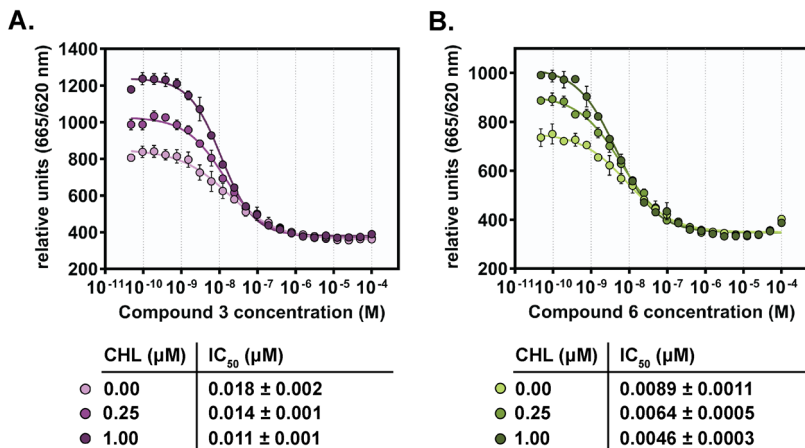 A.
1400
1200
1000
800
600
400
200
relative units (665/620 nm)
10⁻¹¹ 10⁻¹⁰ 10⁻⁹ 10⁻⁸ 10⁻⁷ 10⁻⁶ 10⁻⁵ 10⁻⁴
Compound 3 concentration (M)
CHL (µM) IC₅₀ (µM)
0.00 0.018 ± 0.002
0.25 0.014 ± 0.001
1.00 0.011 ± 0.001
B.
1000
800
600
400
200
relative units (665/620 nm)
10⁻¹¹ 10⁻¹⁰ 10⁻⁹ 10⁻⁸ 10⁻⁷ 10⁻⁶ 10⁻⁵ 10⁻⁴
Compound 6 concentration (M)
CHL (µM) IC₅₀ (µM)
0.00 0.0089 ± 0.0011
0.25 0.0064 ± 0.0005
1.00 0.0046 ± 0.0003